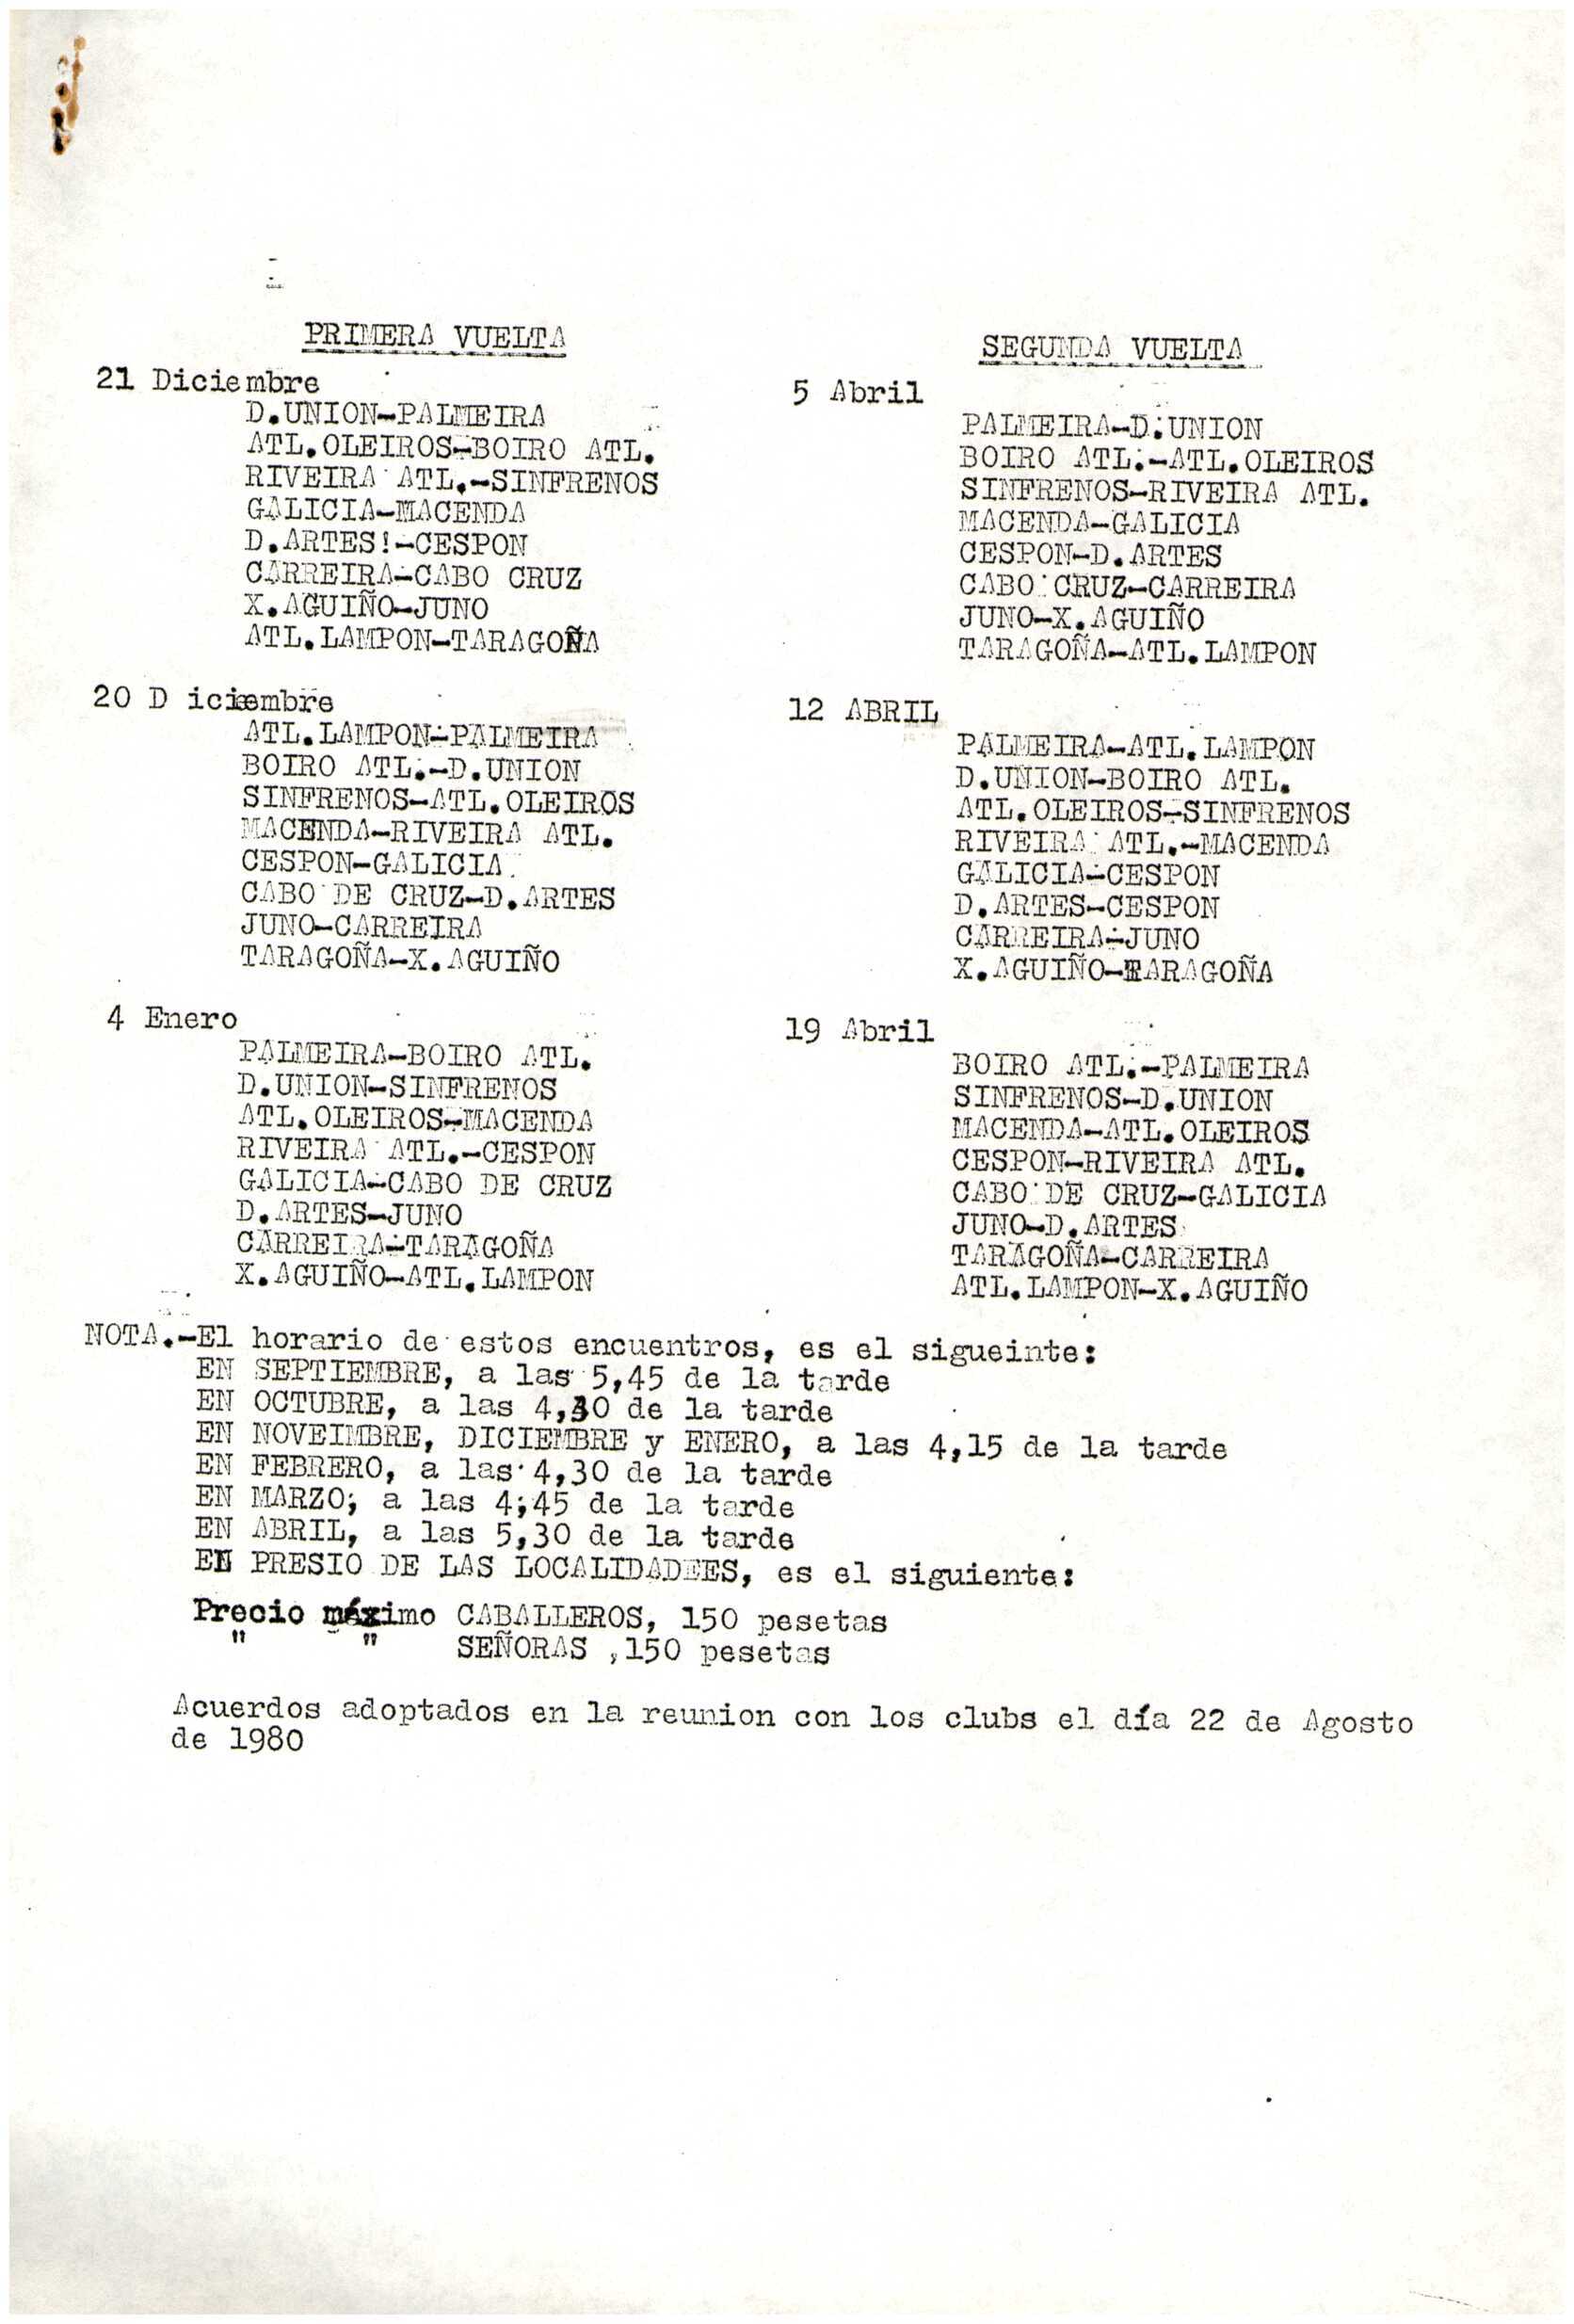 PRIMERA VUELTA
21 Diciembre
D.UNION-PALMEIRA
ATL.OLEIROS-BOIRO ATL.
RIVEIRA ATL.-SINFRENOS
GALICIA-MACENDA
D.ARTES!-CESPON
CARREIRA-CABO CRUZ
X.AGUIÑO-JUNO
ATL.LAMPON-TARAGOÑA
20 D iciembre
ATL.LAMPON-PALMEIRA
BOIRO ATL.-D.UNION
SINFRENOS-ATL.OLEIROS
MACENDA-RIVEIRA ATL.
CESPON-GALICIA
CABO DE CRUZ-D.ARTES
JUNO-CARREIRA
TARAGOÑA-X.AGUIÑO
4 Enero
PALMEIRA-BOIRO ATL.
D.UNION-SINFRENOS
ATL.OLEIROS-MACENDA
RIVEIRA ATL.-CESPON
GALICIA-CABO DE CRUZ
D.ARTES-JUNO
CARREIRA-TARAGOÑA
X.AGUIÑO-ATL.LAMPON
SEGUNDA VUELTA
5 Abril
PALMEIRA-D.UNION
BOIRO ATL.-ATL.OLEIROS
SINFRENOS-RIVEIRA ATL.
MACENDA-GALICIA
CESPON-D.ARTES
CABO CRUZ-CARREIRA
JUNO-X.AGUIÑO
TARAGOÑA-ATL.LAMPON
12 ABRIL
PALMEIRA-ATL.LAMPON
D.UNION-BOIRO ATL.
ATL.OLEIROS-SINFRENOS
RIVEIRA ATL.-MACENDA
GALICIA-CESPON
D.ARTES-CESPON
CARREIRA-JUNO
X.AGUIÑO-TARAGOÑA
19 Abril
BOIRO ATL.-PALMEIRA
SINFRENOS-D.UNION
MACENDA-ATL.OLEIROS
CESPON-RIVEIRA ATL.
CABO DE CRUZ-GALICIA
JUNO-D.ARTES
TARAGOÑA-CARREIRA
ATL.LAMPON-X.AGUIÑO
NOTA.-El horario de estos encuentros, es el sigueinte:
EN SEPTIEMBRE, a las 5,45 de la tarde
EN OCTUBRE, a las 4,30 de la tarde
EN NOVEIMBRE, DICIEMBRE y ENERO, a las 4,15 de la tarde
EN FEBRERO, a las 4,30 de la tarde
EN MARZO; a las 4;45 de la tarde
EN ABRIL, a las 5,30 de la tarde
EL PRESIO DE LAS LOCALIDADEES, es el siguiente:
Precio máximo CABALLEROS, 150 pesetas
" " SEÑORAS ,150 pesetas
Acuerdos adoptados en la reunion con los clubs el día 22 de Agosto
de 1980